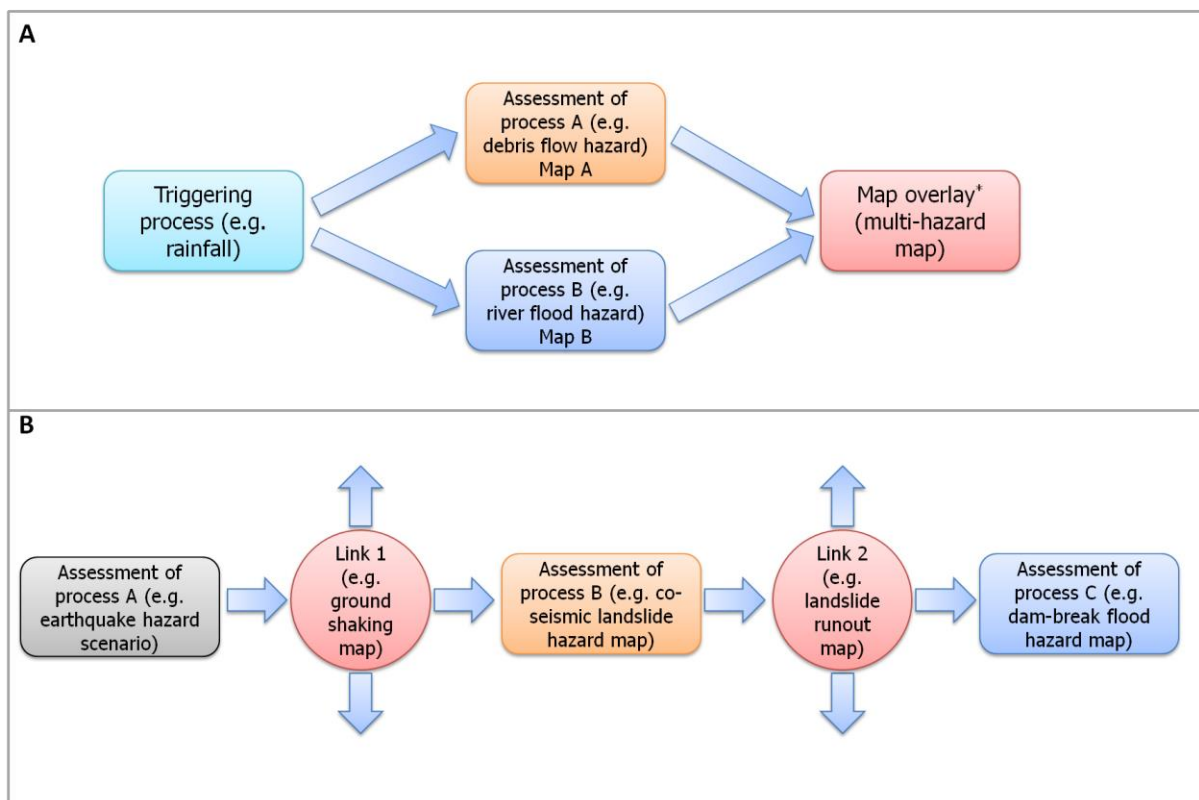 A
Triggering
process (e.g.
rainfall)
Assessment of
process A (e.g.
debris flow hazard)
Map A
Assessment of
process B (e.g.
river flood hazard)
Map B
Map overlay*
(multi-hazard
map)
B
Assessment of
process A (e.g.
earthquake hazard
scenario)
Link 1
(e.g.
ground
shaking
map)
Assessment of
process B (e.g. co-
seismic landslide
hazard map)
Link 2
(e.g.
landslide
runout
map)
Assessment of
process C (e.g.
dam-break flood
hazard map)